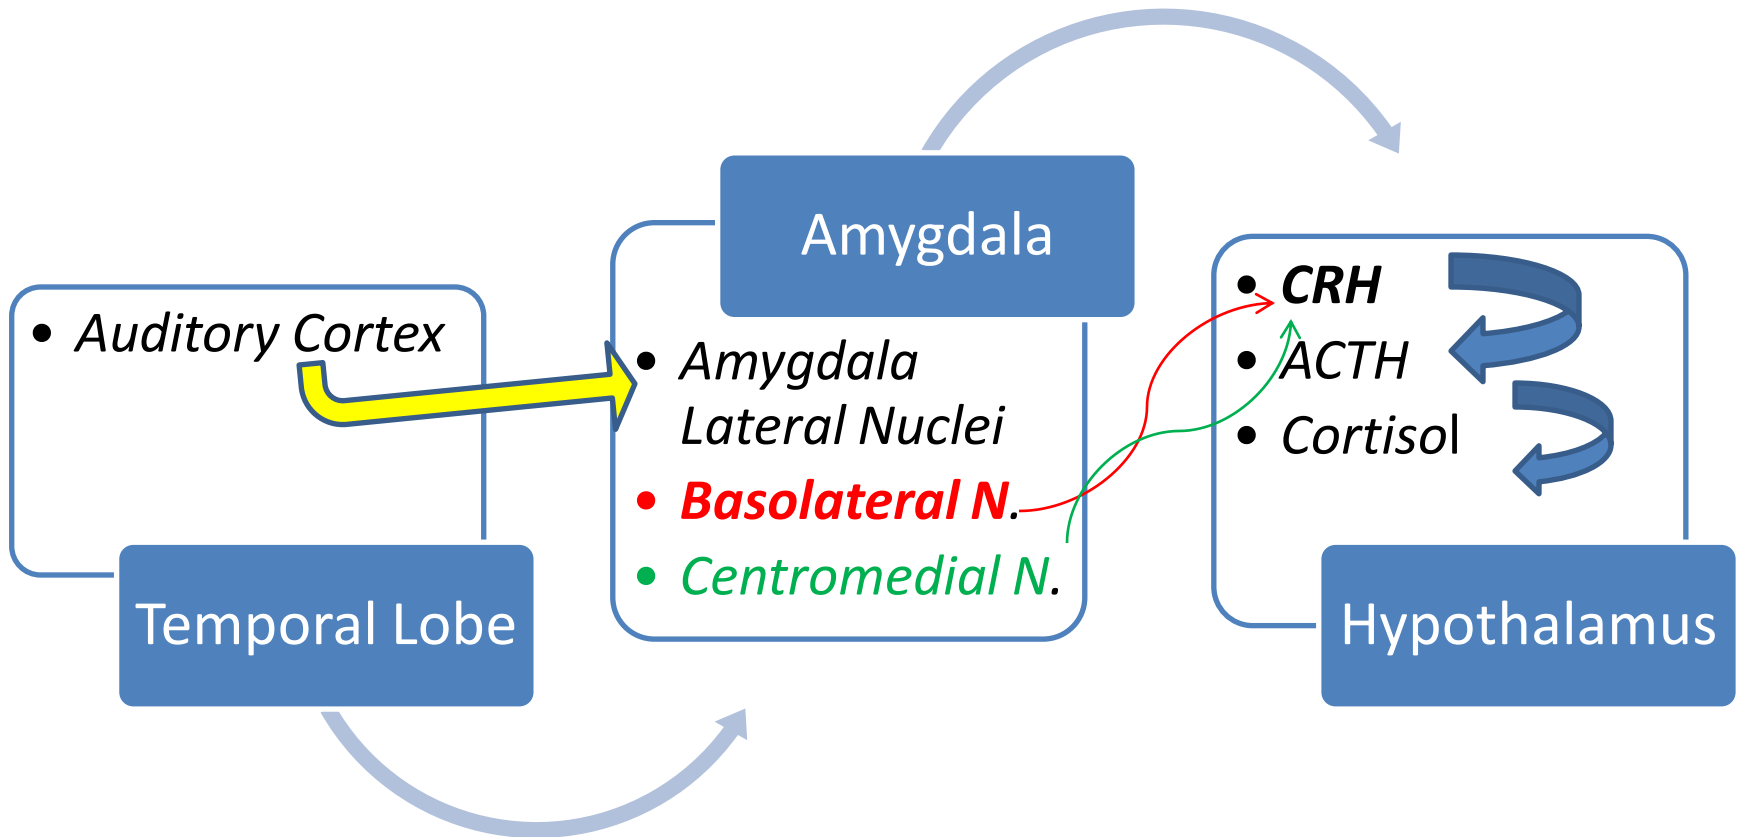 • Auditory Cortex
Temporal Lobe
Amygdala
• Amygdala
Lateral Nuclei
• Basolateral N.
• Centromedial N.
• CRH
• ACTH
• Cortisol
Hypothalamus